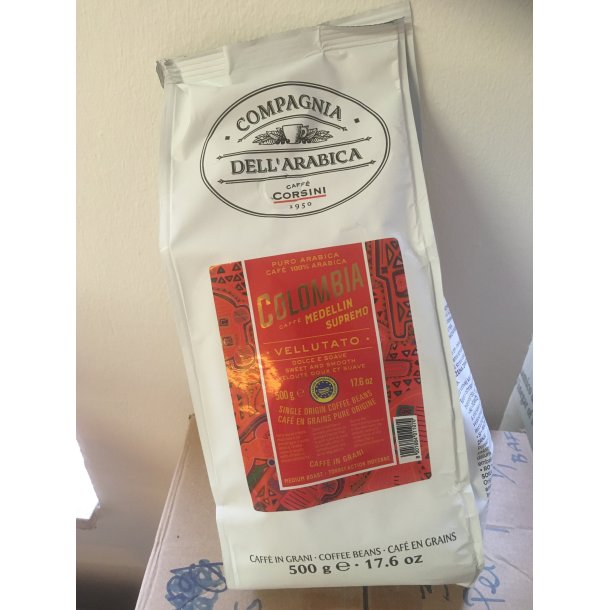 COMPAGNIA
DELL'ARABICA
CAFFÈ
CORSINI
1950
PURO ARABICA
CAFÉ 100% ARABICA
COLOMBIA
CAFFÈ MEDELLIN
SUPREMO
· VELLUTATO ·
DOLCE E SOAVE
SWEET AND SMOOTH
VELOUTÉ DOUX ET SUAVE
500 g ℮ 17.6 oz
SINGLE ORIGIN COFFEE BEANS
CAFÉ EN GRAINS PURE ORIGINE
CAFFÈ IN GRANI
MEDIUM ROAST
CAFFÈ IN GRANI · COFFEE BEANS · CAFÉ EN GRAINS
500 g ℮ · 17.6 oz